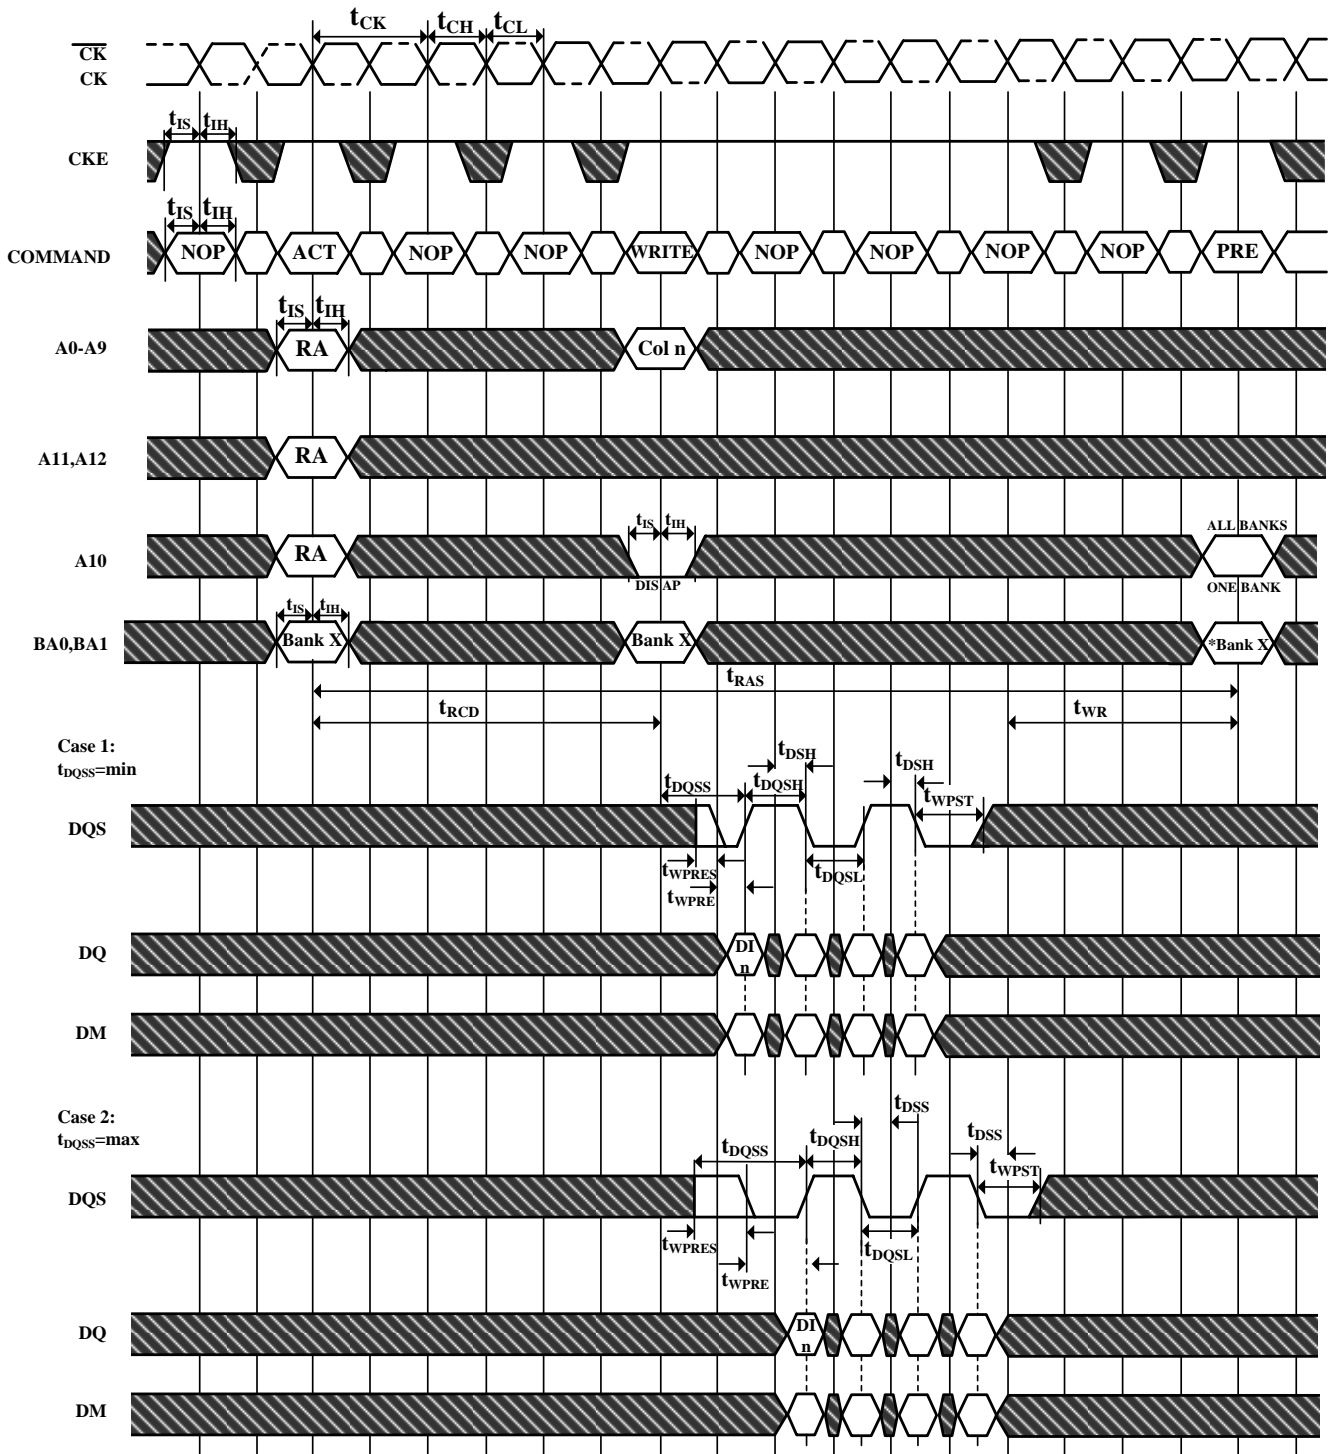 tCK tCH tCL
CK
CK
tIS tIH
CKE
tIS tIH
COMMAND NOP ACT NOP NOP WRITE NOP NOP NOP NOP PRE
tIS tIH
A0-A9 RA Col n
A11,A12 RA
tIS tIH ALL BANKS
A10 RA
DIS AP ONE BANK
tIS tIH
BA0,BA1 Bank X Bank X *Bank X
tRAS
tRCD tWR
Case 1:
tDQSS=min
tDSH tDSH
tDQSS tDQSH tWPST
DQS
tWPRES tDQSL
tWPRE
DQ DI
n
DM
Case 2:
tDQSS=max
tDSS tDSS
tDQSS tDQSH tWPST
DQS
tWPRES tDQSL
tWPRE
DQ DI
n
DM